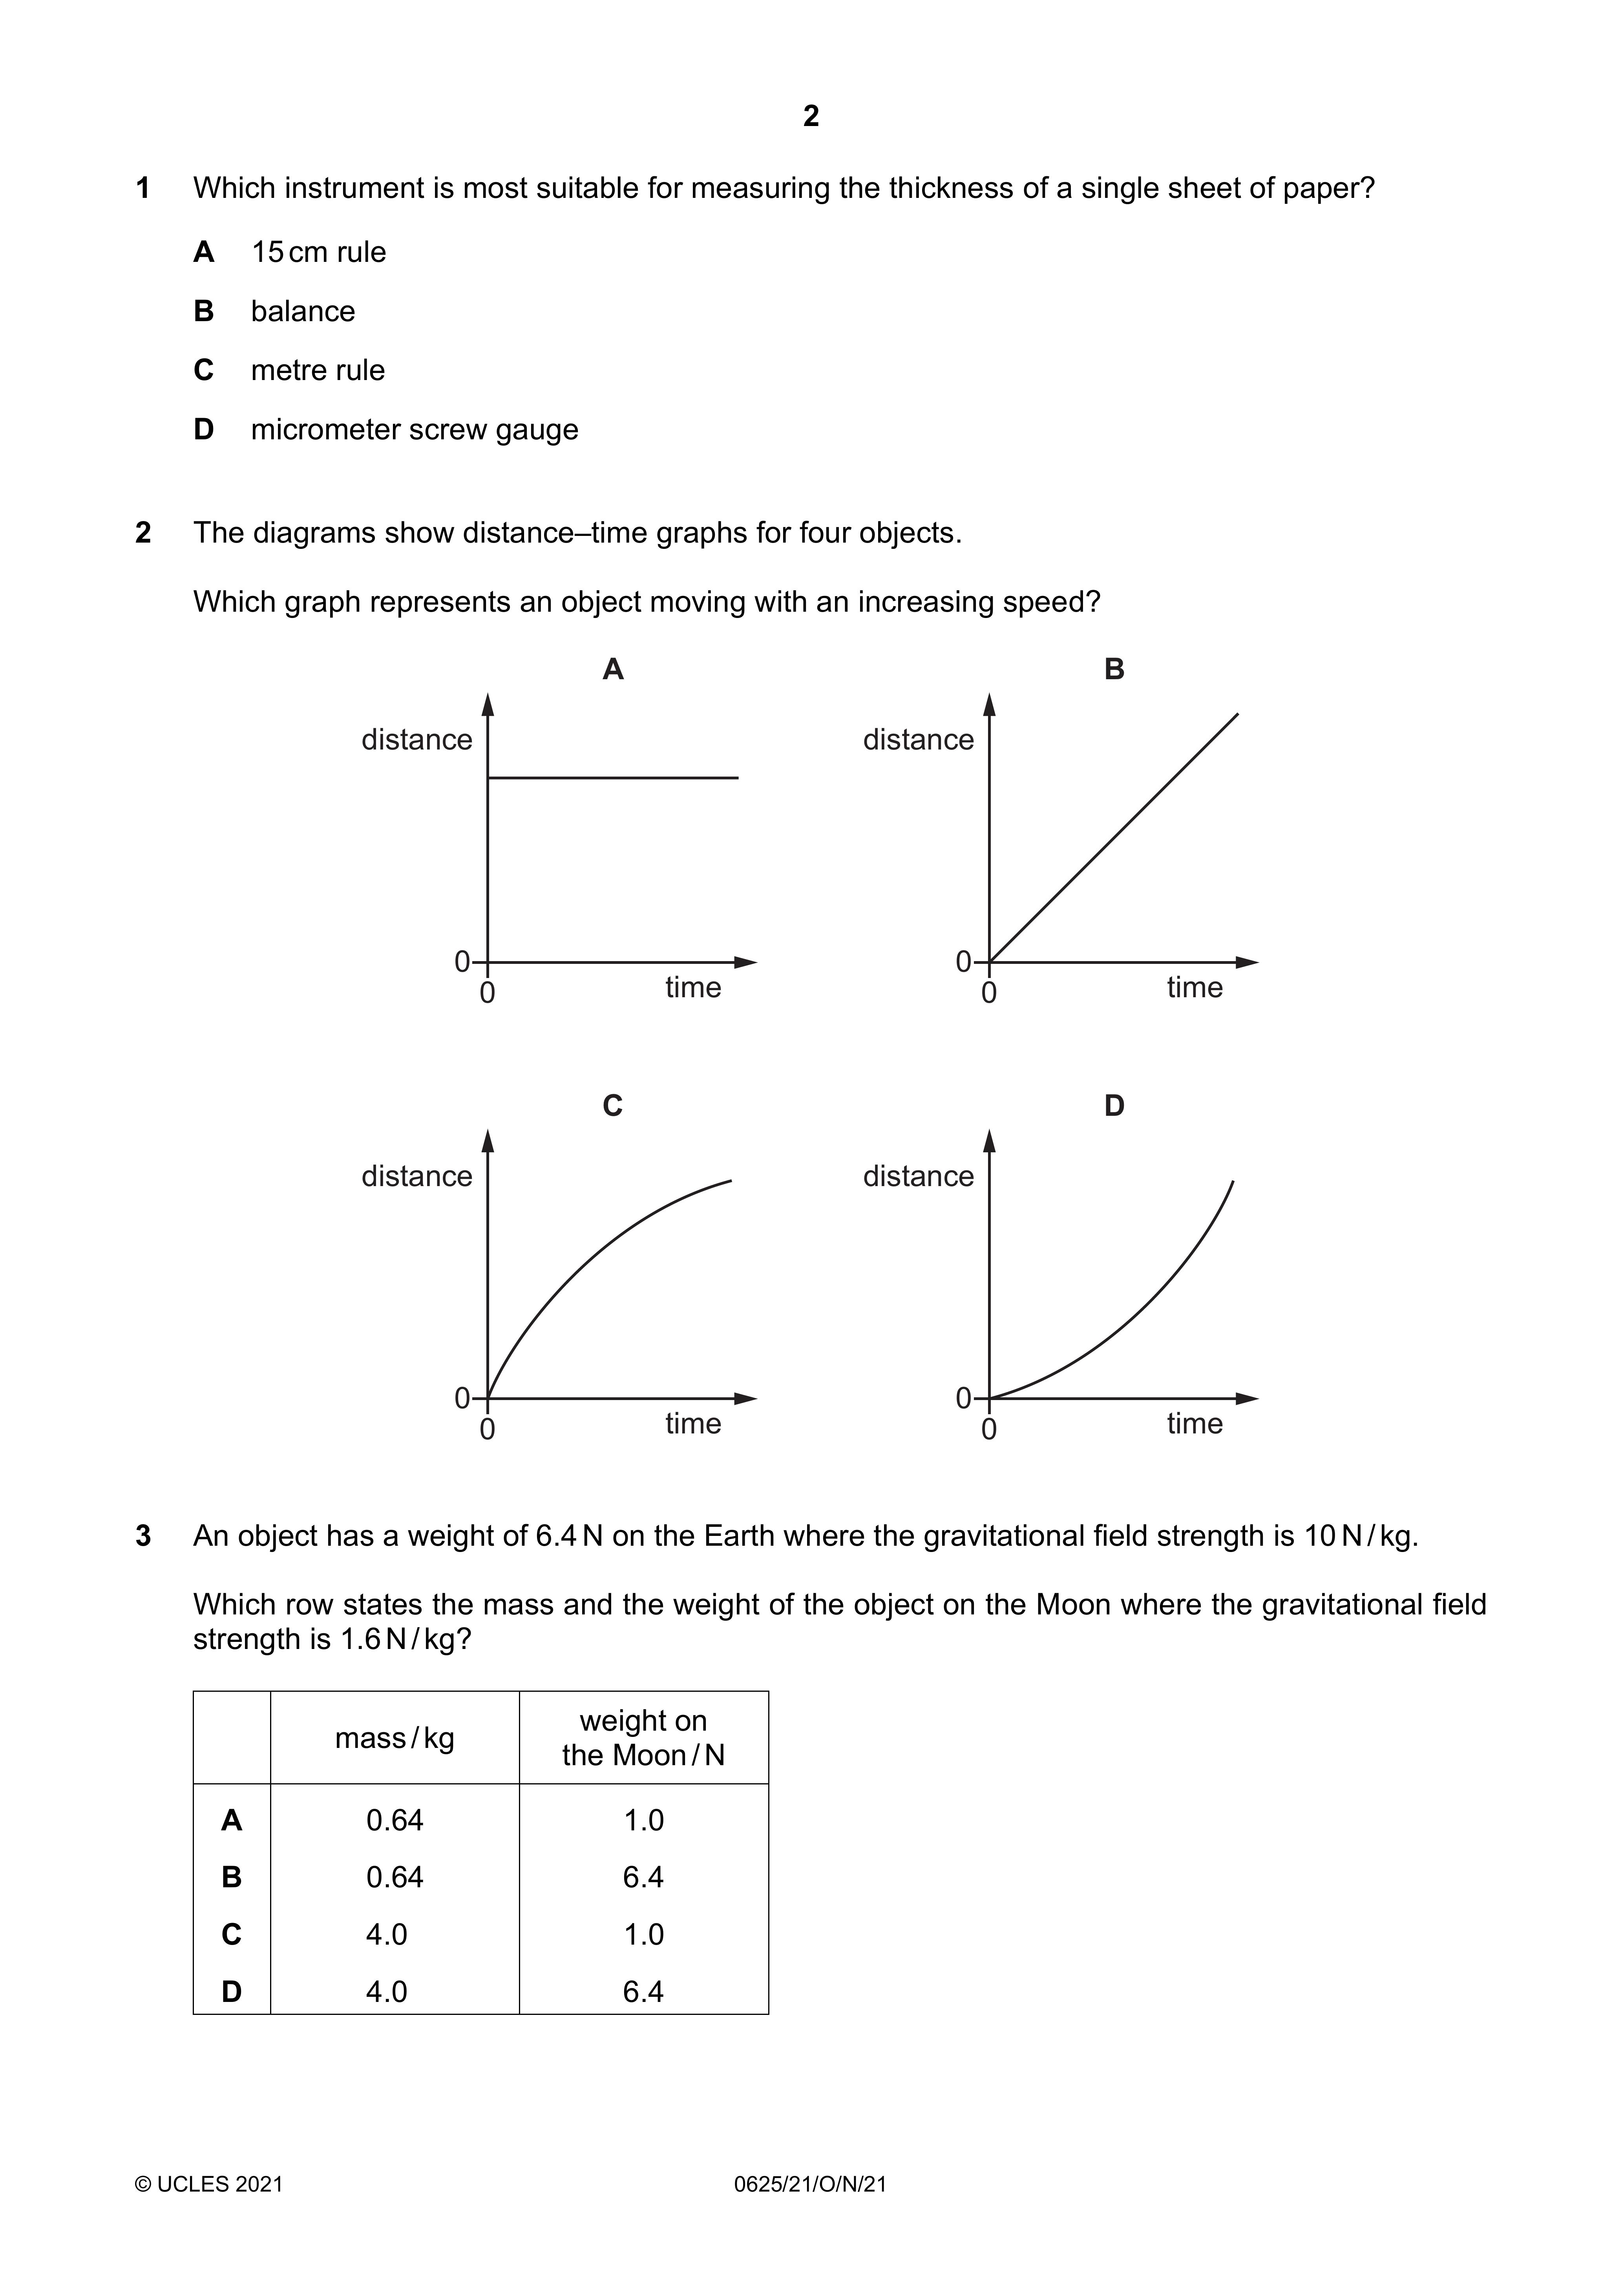 2
1 Which instrument is most suitable for measuring the thickness of a single sheet of paper?
A 15 cm rule
B balance
C metre rule
D micrometer screw gauge
2 The diagrams show distance–time graphs for four objects.
Which graph represents an object moving with an increasing speed?
A
distance
0
0
time
B
distance
0
0
time
C
distance
0
0
time
D
distance
0
0
time
3 An object has a weight of 6.4 N on the Earth where the gravitational field strength is 10 N / kg.
Which row states the mass and the weight of the object on the Moon where the gravitational field
strength is 1.6 N / kg?
mass / kg
weight on
the Moon / N
A 0.64 1.0
B 0.64 6.4
C 4.0 1.0
D 4.0 6.4
© UCLES 2021 0625/21/O/N/21